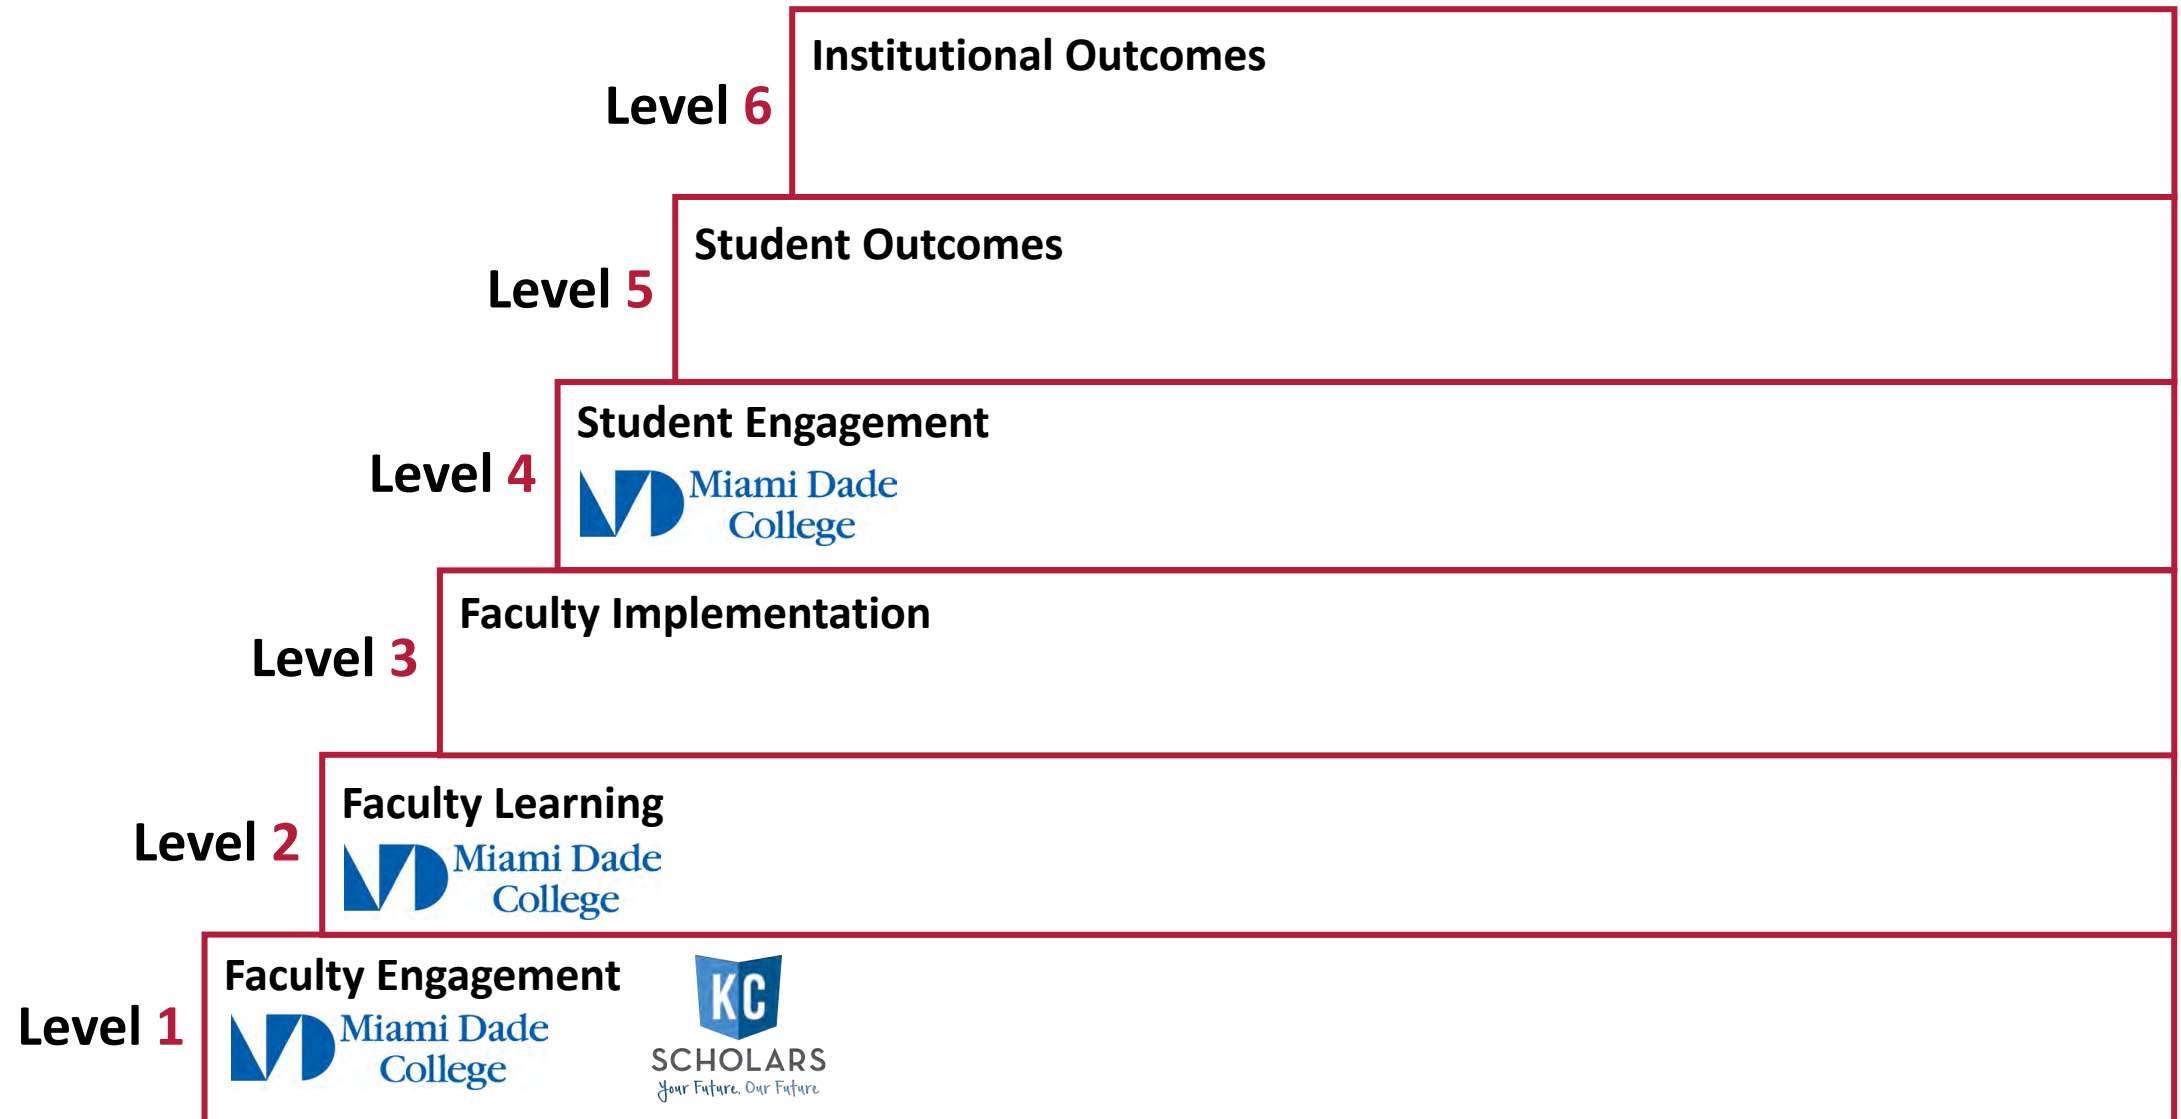 Institutional Outcomes
Level 6
Student Outcomes
Level 5
Student Engagement
Level 4
Miami Dade
College
Faculty Implementation
Level 3
Faculty Learning
Level 2
Miami Dade
College
Faculty Engagement
Level 1
Miami Dade
College
KC
SCHOLARS
Your Future. Our Future